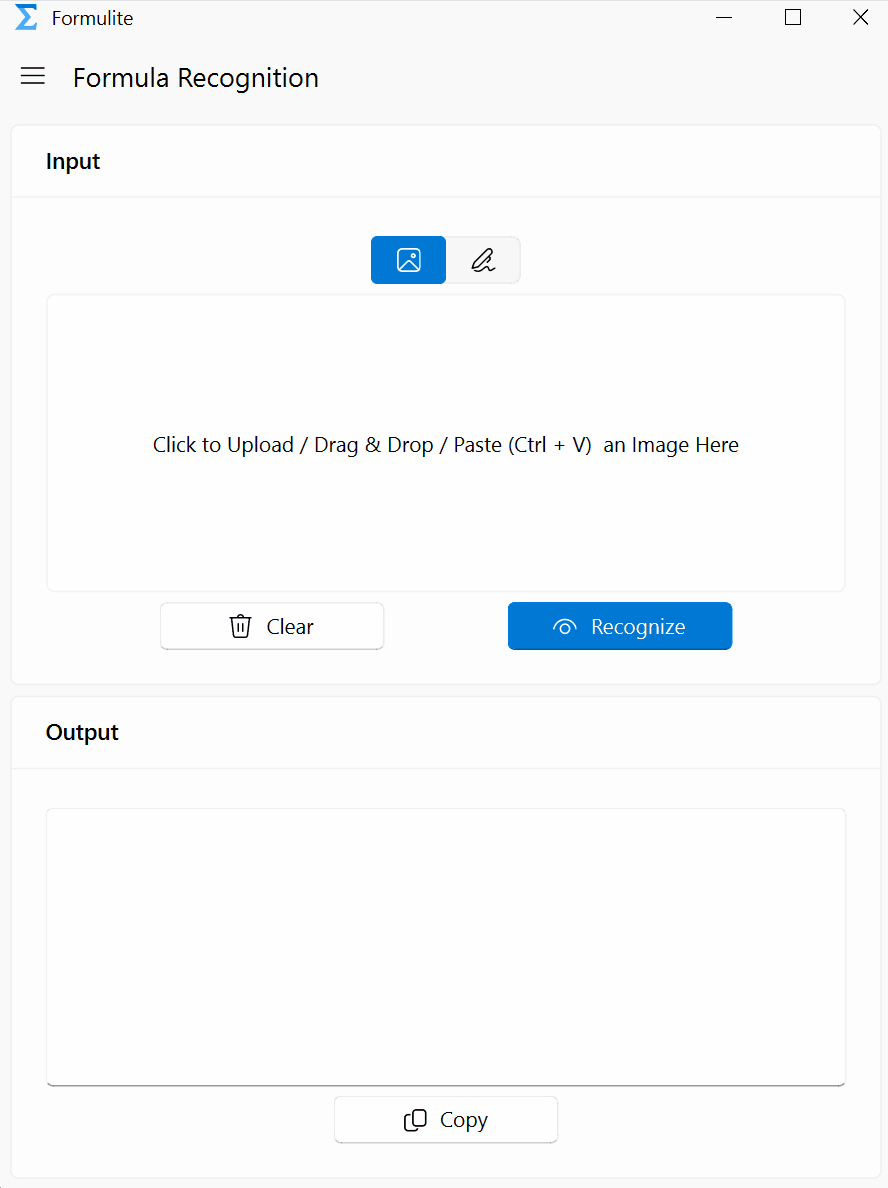 Formulite
Formula Recognition
Input
Click to Upload / Drag & Drop / Paste (Ctrl + V)  an Image Here
Clear
Recognize
Output
Copy